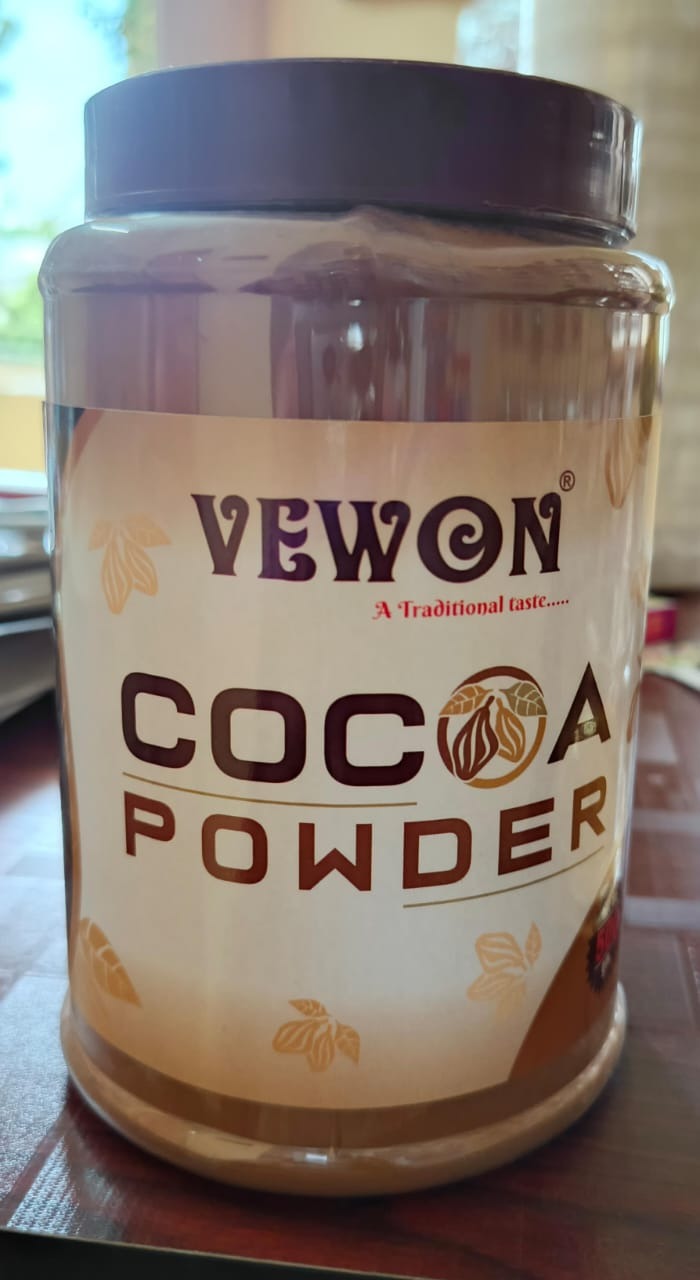 VEWON®
A Traditional taste.....
COCOA
POWDER